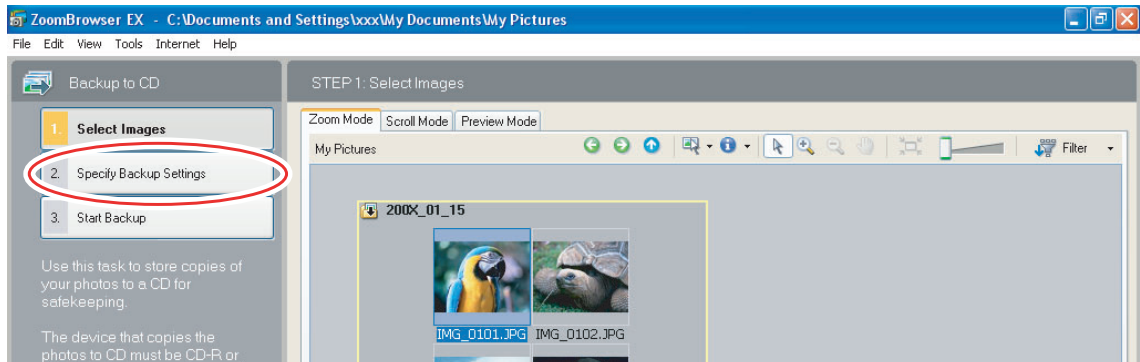 ZoomBrowser EX - C:\Documents and Settings\xxx\My Documents\My Pictures
File Edit View Tools Internet Help
Backup to CD
STEP 1: Select Images
1. Select Images
2. Specify Backup Settings
3. Start Backup
Use this task to store copies of
your photos to a CD for
safekeeping.
The device that copies the
photos to CD must be CD-R or
Zoom Mode Scroll Mode Preview Mode
My Pictures
Filter
200X_01_15
IMG_0101.JPG IMG_0102.JPG